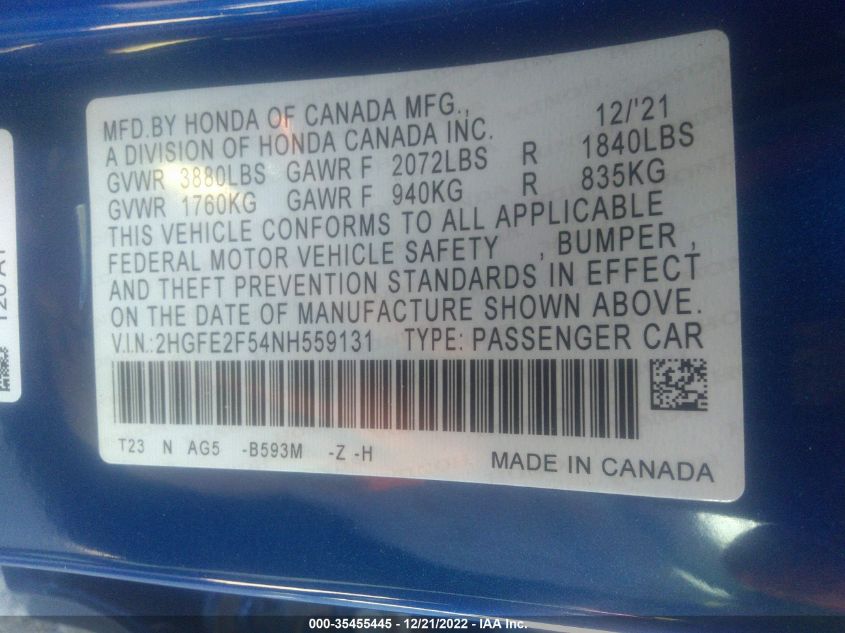 MFD.BY HONDA OF CANADA MFG., 12/'21
A DIVISION OF HONDA CANADA INC.
GVWR 3880LBS GAWR F 2072LBS R 1840LBS
GVWR 1760KG GAWR F 940KG R 835KG
THIS VEHICLE CONFORMS TO ALL APPLICABLE
FEDERAL MOTOR VEHICLE SAFETY , BUMPER ,
AND THEFT PREVENTION STANDARDS IN EFFECT
ON THE DATE OF MANUFACTURE SHOWN ABOVE.
V.I.N.:2HGFE2F54NH559131 TYPE: PASSENGER CAR
T23 N AG5 -B593M -Z -H
MADE IN CANADA
000-35455445 - 12/21/2022 - IAA Inc.